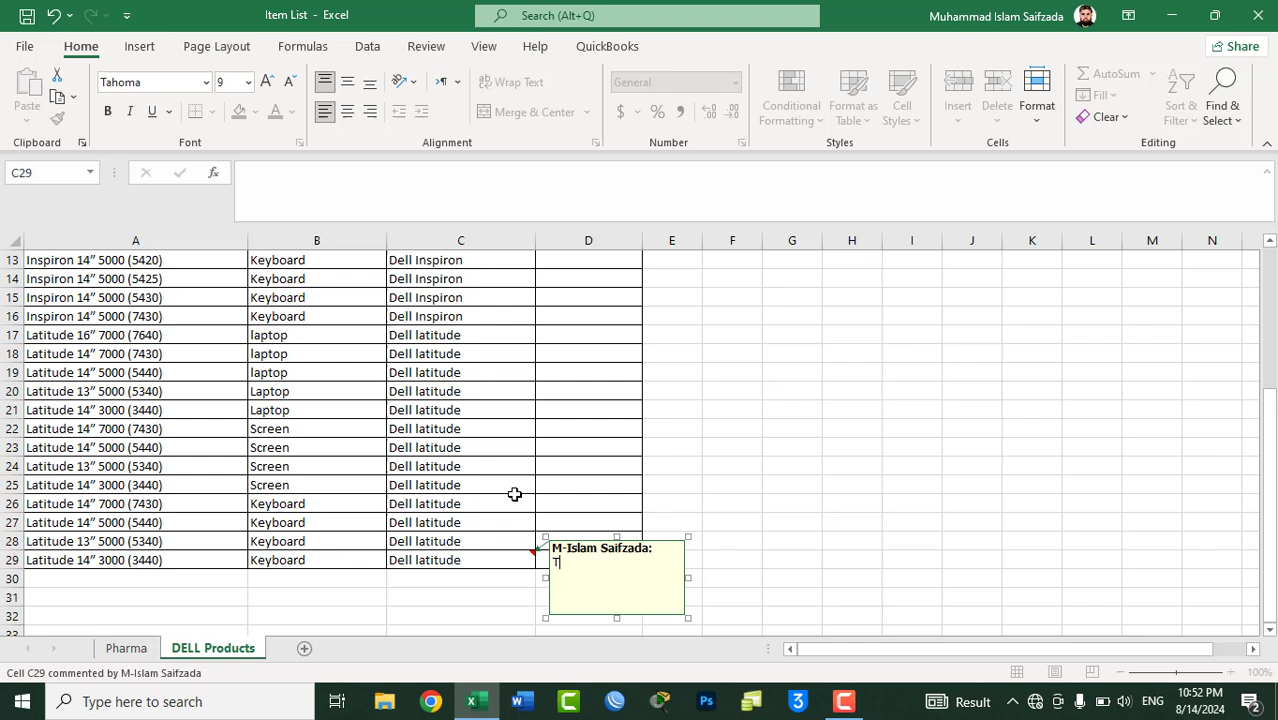 Item List - Excel
Search (Alt+Q)
Muhammad Islam Saifzada
File Home Insert Page Layout Formulas Data Review View Help QuickBooks Share
Paste
Clipboard
Tahoma 9
B I U A
Font
Wrap Text
Merge & Center
Alignment
General
$ % 
Number
Conditional Formatting
Format as Table
Cell Styles
Styles
Insert Delete Format
Cells
AutoSum
Fill
Clear
Sort & Filter
Find & Select
Editing
C29 fx
A B C D E F G H I J K L M N
13 Inspiron 14” 5000 (5420) Keyboard Dell Inspiron
14 Inspiron 14” 5000 (5425) Keyboard Dell Inspiron
15 Inspiron 14” 5000 (5430) Keyboard Dell Inspiron
16 Inspiron 14” 5000 (7430) Keyboard Dell Inspiron
17 Latitude 16” 7000 (7640) laptop Dell latitude
18 Latitude 14” 7000 (7430) laptop Dell latitude
19 Latitude 14” 5000 (5440) laptop Dell latitude
20 Latitude 13” 5000 (5340) Laptop Dell latitude
21 Latitude 14” 3000 (3440) Laptop Dell latitude
22 Latitude 14” 7000 (7430) Screen Dell latitude
23 Latitude 14” 5000 (5440) Screen Dell latitude
24 Latitude 13” 5000 (5340) Screen Dell latitude
25 Latitude 14” 3000 (3440) Screen Dell latitude
26 Latitude 14” 7000 (7430) Keyboard Dell latitude
27 Latitude 14” 5000 (5440) Keyboard Dell latitude
28 Latitude 13” 5000 (5340) Keyboard Dell latitude
29 Latitude 14” 3000 (3440) Keyboard Dell latitude
M-Islam Saifzada:
T
30
31
32
33
Pharma DELL Products
Cell C29 commented by M-Islam Saifzada
100%
Type here to search
Result
ENG
10:52 PM
8/14/2024
2